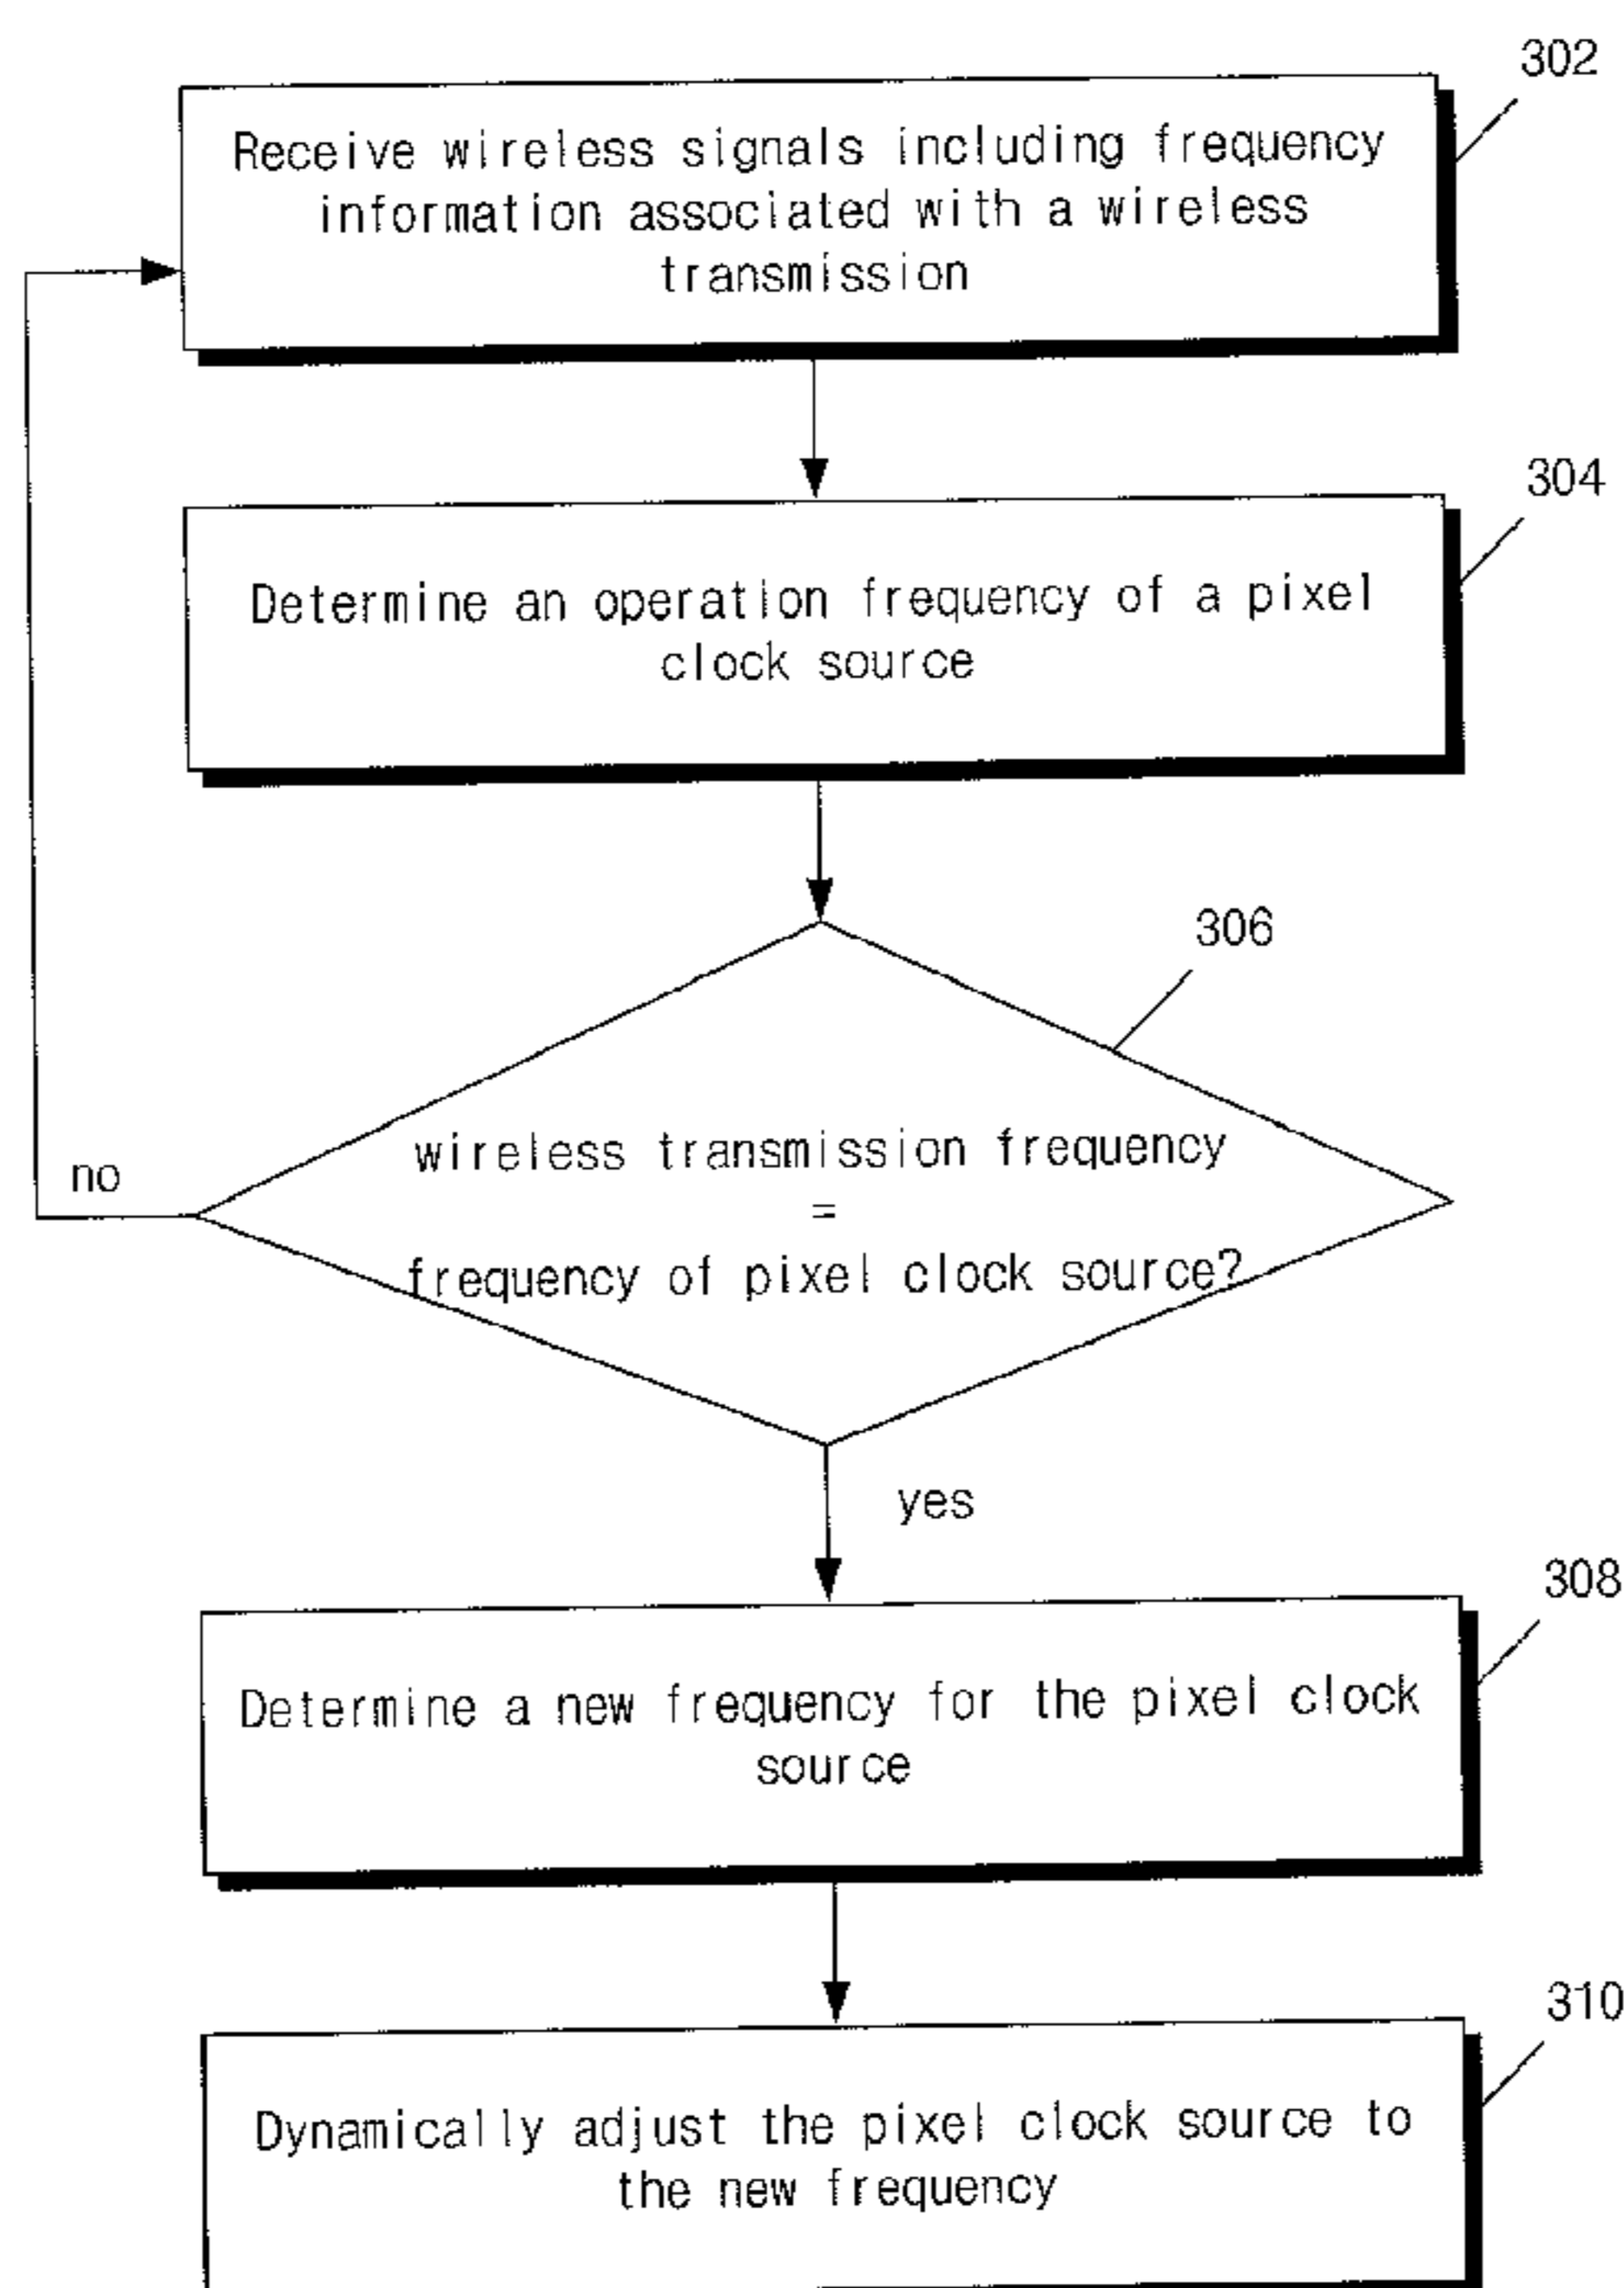 302
Receive wireless signals including frequency
information associated with a wireless
transmission
304
Determine an operation frequency of a pixel
clock source
306
wireless transmission frequency
=
frequency of pixel clock source?
no
yes
308
Determine a new frequency for the pixel clock
source
310
Dynamically adjust the pixel clock source to
the new frequency